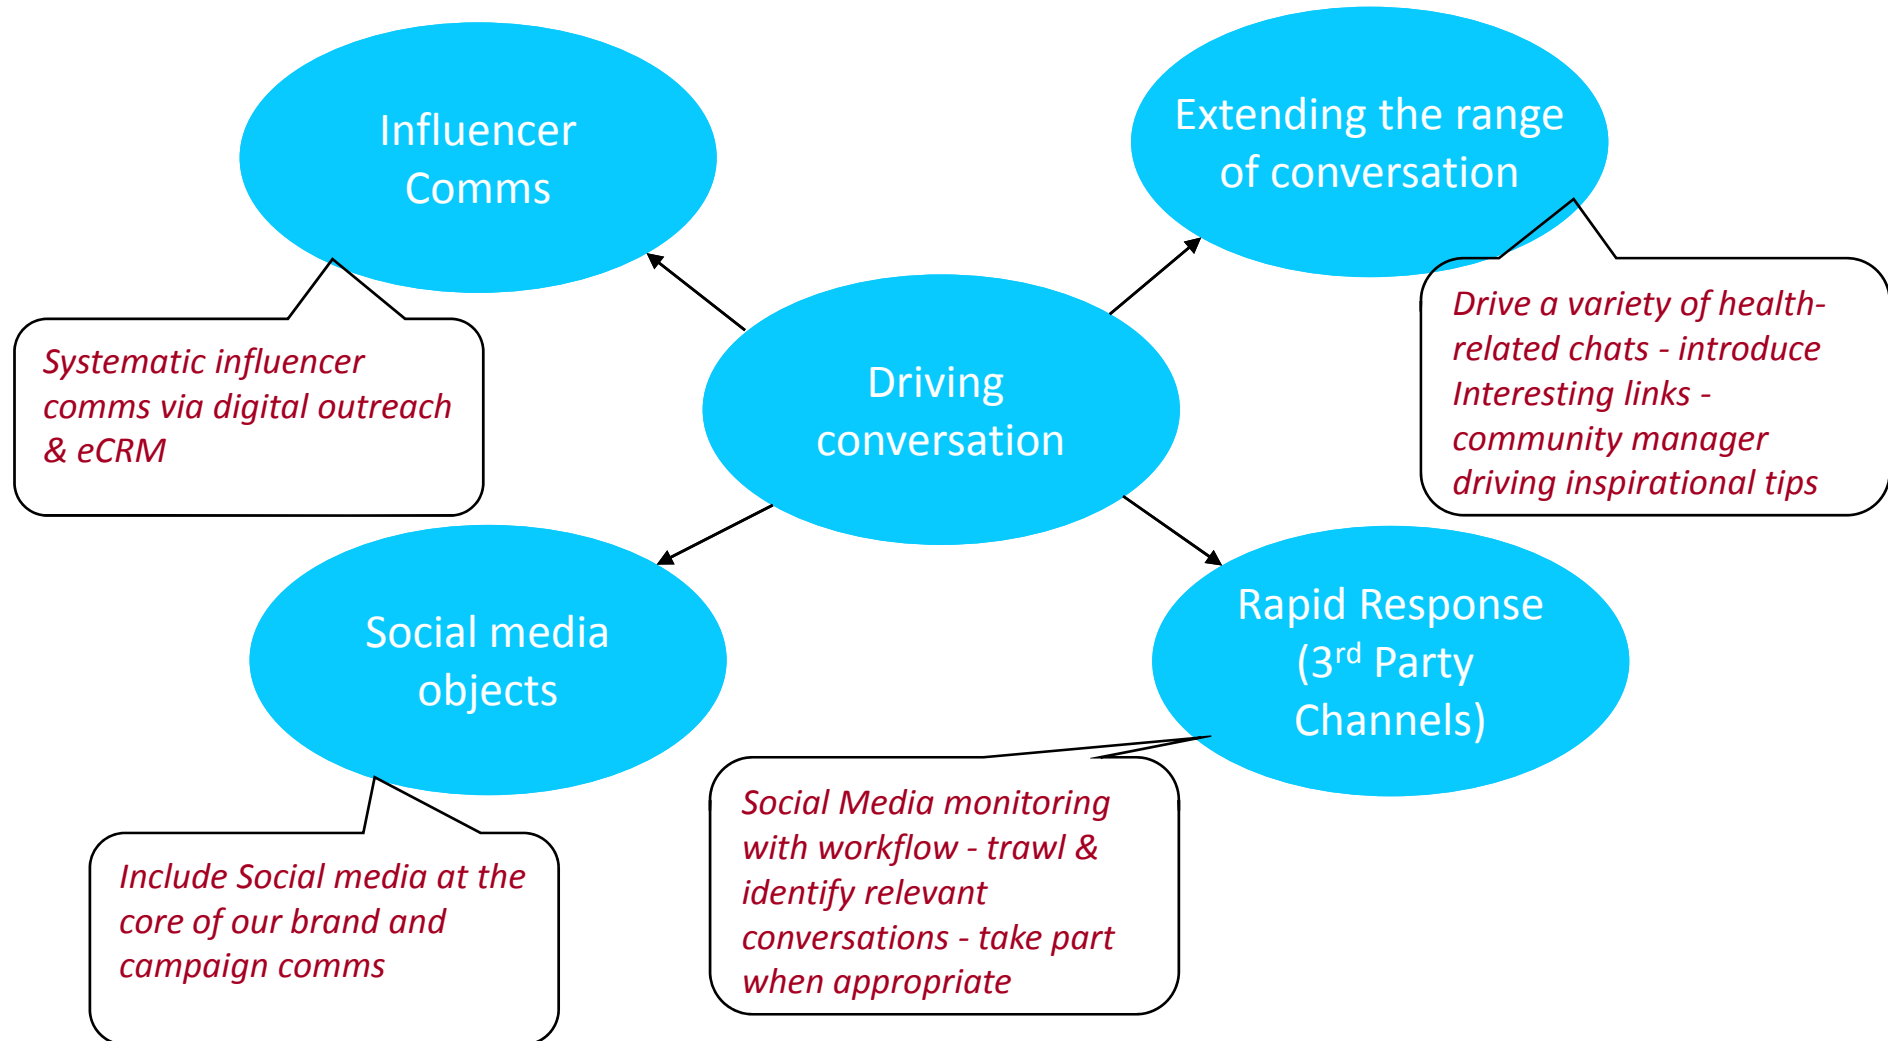 Influencer
Comms
Extending the range
of conversation
Systematic influencer
comms via digital outreach
& eCRM
Drive a variety of health-
related chats - introduce
Interesting links -
community manager
driving inspirational tips
Driving
conversation
Social media
objects
Rapid Response
(3rd Party
Channels)
Include Social media at the
core of our brand and
campaign comms
Social Media monitoring
with workflow - trawl &
identify relevant
conversations - take part
when appropriate